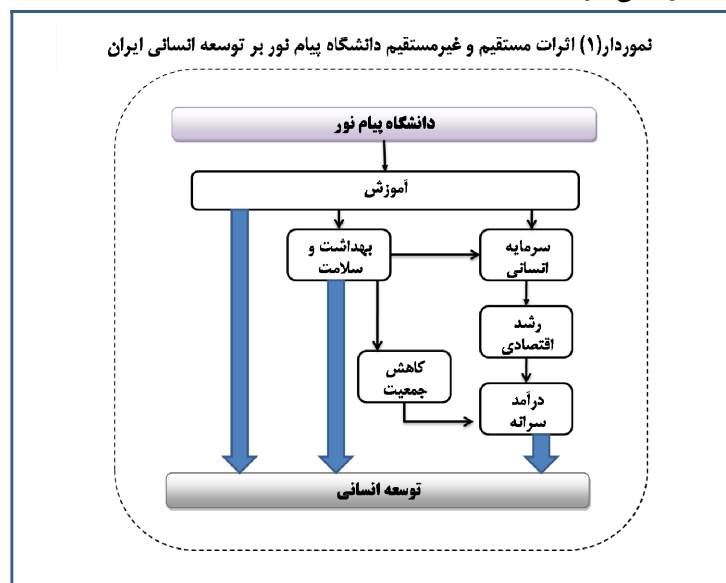 نموردار(۱) اثرات مستقیم و غیرمستقیم دانشگاه پیام نور بر توسعه انسانی ایران
دانشگاه پیام نور
آموزش
سرمایه
انسانی
بهداشت و
سلامت
رشد
اقتصادی
کاهش
جمعیت
درآمد
سرانه
توسعه انسانی